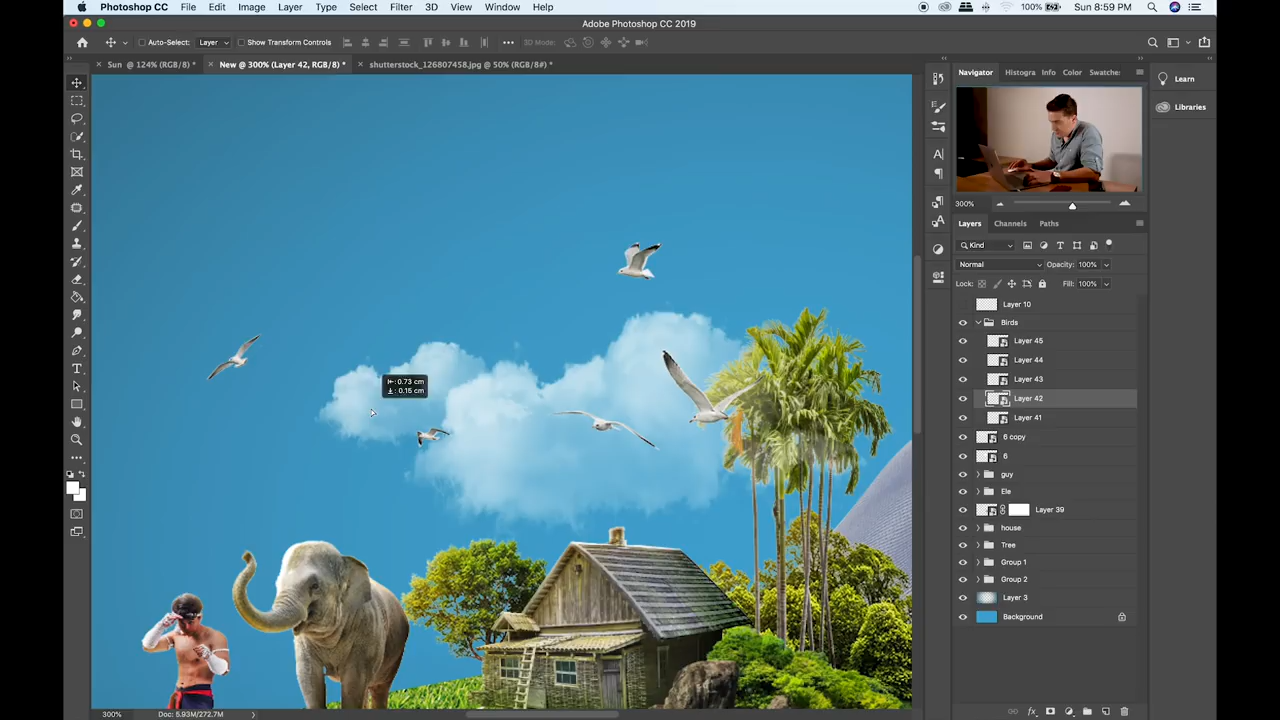 Photoshop CC File Edit Image Layer Type Select Filter 3D View Window Help 100% Sun 8:59 PM
Adobe Photoshop CC 2019
Auto-Select: Layer Show Transform Controls 3D Mode:
Sun @ 124% (RGB/8) * New @ 300% (Layer 42, RGB/8) * shutterstock_126807458.jpg @ 50% (RGB/8#) *
Navigator Histogra Info Color Swatche:
Learn
Libraries
300%
Layers Channels Paths
Kind
Normal Opacity: 100%
Lock: Fill: 100%
Layer 10
Birds
Layer 45
Layer 44
Layer 43
Layer 42
Layer 41
6 copy
6
guy
Ele
Layer 39
house
Tree
Group 1
Group 2
Layer 3
Background
: 0.73 cm
: 0.15 cm
300% Doc: 5.93M/272.7M